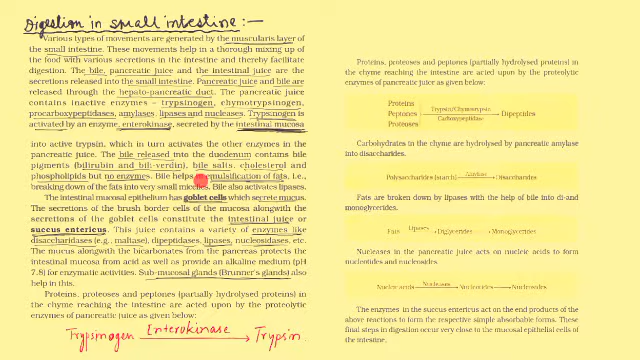 Digestion in small intestine :-
Various types of movements are generated by the muscularis layer of
the small intestine. These movements help in a thorough mixing up of
the food with various secretions in the intestine and thereby facilitate
digestion. The bile, pancreatic juice and the intestinal juice are
the secretions released into the small intestine. Pancreatic juice and bile are
released through the hepato-pancreatic duct. The pancreatic juice
contains inactive enzymes – trypsinogen, chymotrypsinogen,
procarboxypeptidases, amylases, lipases and nucleases. Trypsinogen is
activated by an enzyme, enterokinase, secreted by the intestinal mucosa
into active trypsin, which in turn activates the other enzymes in the
pancreatic juice. The bile released into the duodenum contains bile
pigments (bilirubin and bili-verdin), bile salts, cholesterol and
phospholipids but no enzymes. Bile helps in emulsification of fats, i.e.,
breaking down of the fats into very small micelles. Bile also activates lipases.
The intestinal mucosal epithelium has goblet cells which secrete mucus.
The secretions of the brush border cells of the mucosa alongwith the
secretions of the goblet cells constitute the intestinal juice or
succus entericus. This juice contains a variety of enzymes like
disaccharidases (e.g., maltase), dipeptidases, lipases, nucleosidases, etc.
The mucus alongwith the bicarbonates from the pancreas protects the
intestinal mucosa from acid as well as provide an alkaline medium (pH
7.8) for enzymatic activities. Sub-mucosal glands (Brunner's glands) also
help in this.
Proteins, proteoses and peptones (partially hydrolysed proteins) in
the chyme reaching the intestine are acted upon by the proteolytic
enzymes of pancreatic juice as given below:
Trypsinogen Enterokinase Trypsin
Proteins, proteoses and peptones (partially hydrolysed proteins) in
the chyme reaching the intestine are acted upon by the proteolytic
enzymes of pancreatic juice as given below:
Proteins
Peptones Trypsin/Chymotrypsin Dipeptides
Proteoses Carboxypeptidase
Carbohydrates in the chyme are hydrolysed by pancreatic amylase
into disaccharides.
Polysaccharides (starch) Amylase Disaccharides
Fats are broken down by lipases with the help of bile into di-and
monoglycerides.
Fats Lipases Diglycerides Monoglycerides
Nucleases in the pancreatic juice acts on nucleic acids to form
nucleotides and nucleosides
Nucleic acids Nucleases Nucleotides Nucleosides
The enzymes in the succus entericus act on the end products of the
above reactions to form the respective simple absorbable forms. These
final steps in digestion occur very close to the mucosal epithelial cells of
the intestine.